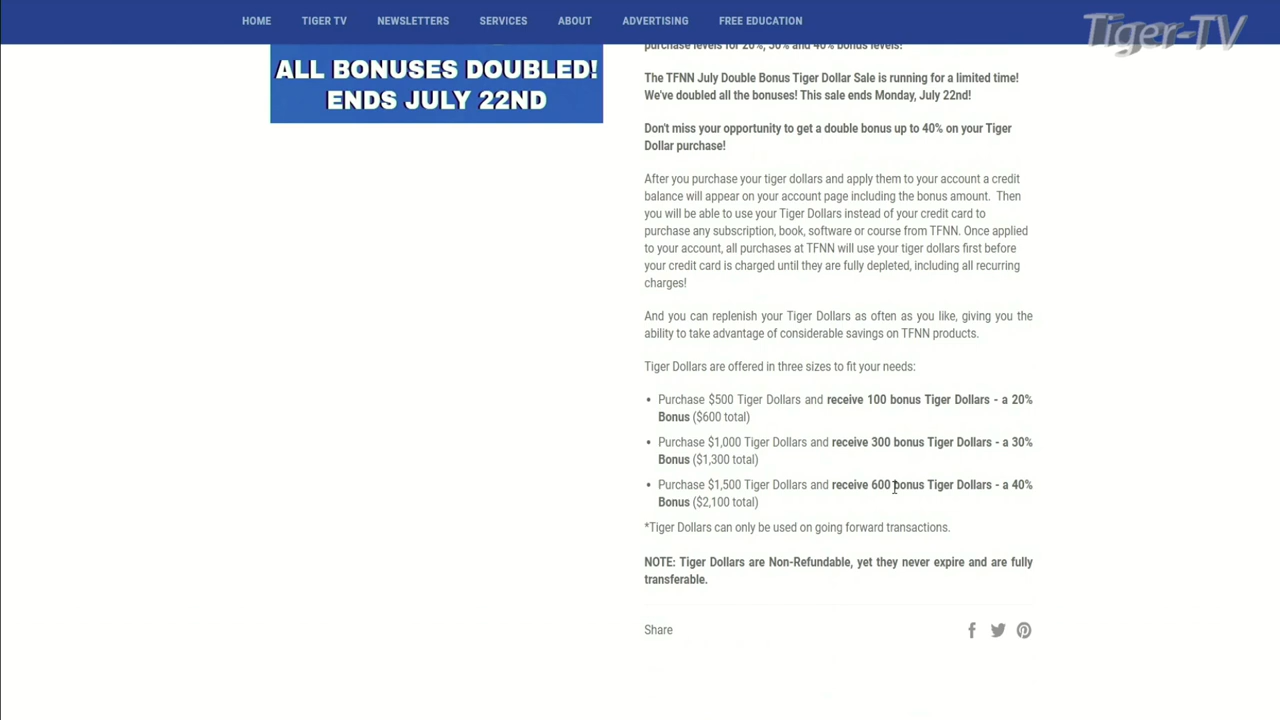 HOME TIGER TV NEWSLETTERS SERVICES ABOUT ADVERTISING FREE EDUCATION
Tiger-TV
ALL BONUSES DOUBLED!
ENDS JULY 22ND
purchase levels for 20%, 30% and 40% bonus levels!
The TFNN July Double Bonus Tiger Dollar Sale is running for a limited time!
We've doubled all the bonuses! This sale ends Monday, July 22nd!
Don't miss your opportunity to get a double bonus up to 40% on your Tiger
Dollar purchase!
After you purchase your tiger dollars and apply them to your account a credit
balance will appear on your account page including the bonus amount.  Then
you will be able to use your Tiger Dollars instead of your credit card to
purchase any subscription, book, software or course from TFNN. Once applied
to your account, all purchases at TFNN will use your tiger dollars first before
your credit card is charged until they are fully depleted, including all recurring
charges!
And you can replenish your Tiger Dollars as often as you like, giving you the
ability to take advantage of considerable savings on TFNN products.
Tiger Dollars are offered in three sizes to fit your needs:
• Purchase $500 Tiger Dollars and receive 100 bonus Tiger Dollars - a 20%
Bonus ($600 total)
• Purchase $1,000 Tiger Dollars and receive 300 bonus Tiger Dollars - a 30%
Bonus ($1,300 total)
• Purchase $1,500 Tiger Dollars and receive 600 bonus Tiger Dollars - a 40%
Bonus ($2,100 total)
*Tiger Dollars can only be used on going forward transactions.
NOTE: Tiger Dollars are Non-Refundable, yet they never expire and are fully
transferable.
Share